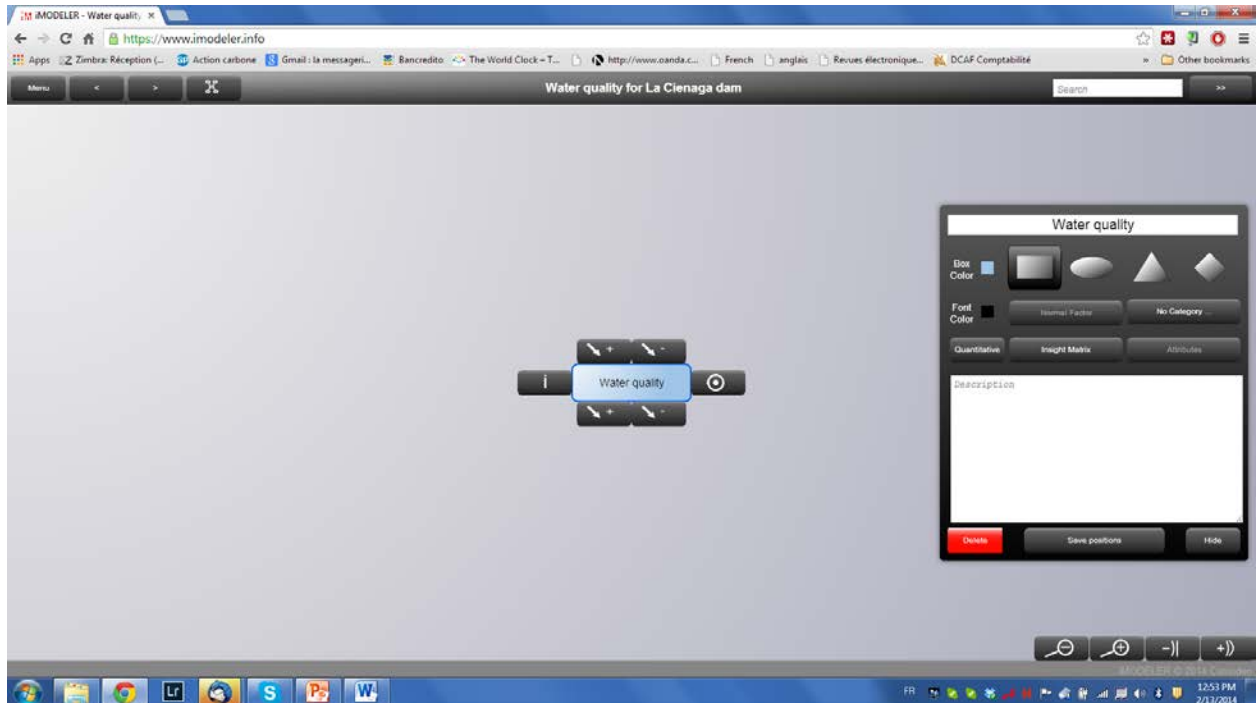 iMODELER - Water quality
https://www.imodeler.info
Apps Zimbra: Réception (... Action carbone Gmail : la messageri... Bancredito The World Clock – T... http://www.oanda.c... French anglais Revues électronique... DCAF Comptabilité » Other bookmarks
Menu < > Water quality for La Cienaga dam Search >>
Water quality
Box
Color
Font
Color
Normal Factor No Category ...
Quantitative Insight Matrix Attributes
Description
+ -
i Water quality
+ -
Delete Save positions Hide
-)| +))
Lr S P W FR 12:53 PM
2/13/2014